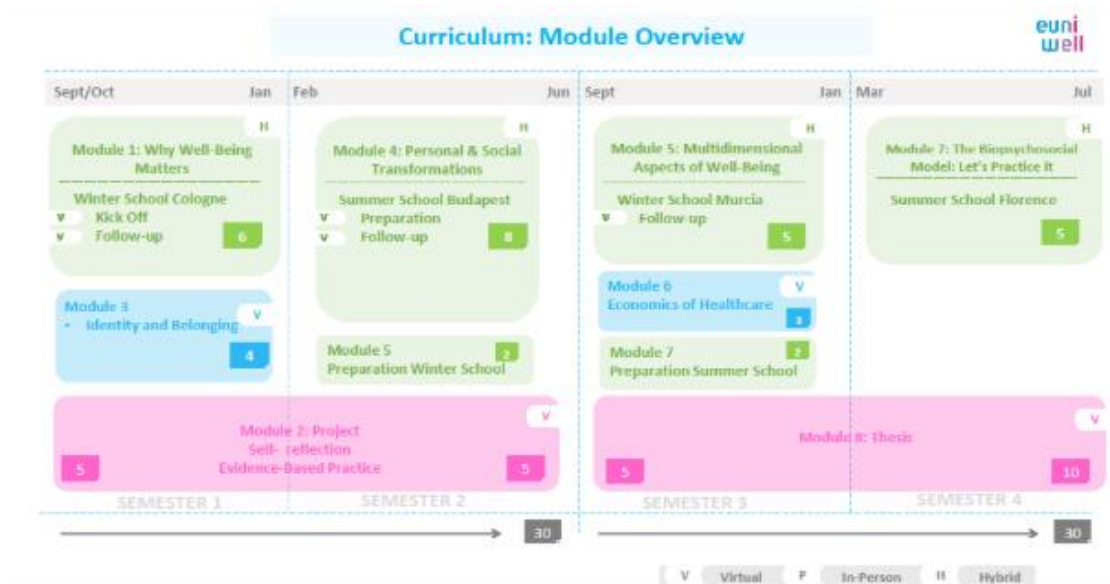 Curriculum: Module Overview
euni
well
Sept/Oct Jan Feb Jun Sept Jan Mar Jul
H
Module 1: Why Well-Being
Matters
Winter School Cologne
V Kick Off
V Follow-up
6
H
Module 4: Personal & Social
Transformations
Summer School Budapest
V Preparation
V Follow-up
8
H
Module 5: Multidimensional
Aspects of Well-Being
Winter School Murcia
V Follow-up
5
H
Module 7: The Biopsychosocial
Model: Let's Practice it
Summer School Florence
5
Module 3
V
• Identity and Belonging
4
Module 5
2
Preparation Winter School
Module 6
V
Economics of Healthcare
3
Module 7
2
Preparation Summer School
V
Module 2: Project
Self- reflection
Evidence-Based Practice
5
5
V
Module 8: Thesis
5
10
SEMESTER 1
SEMESTER 2
SEMESTER 3
SEMESTER 4
30
30
V Virtual P In-Person H Hybrid